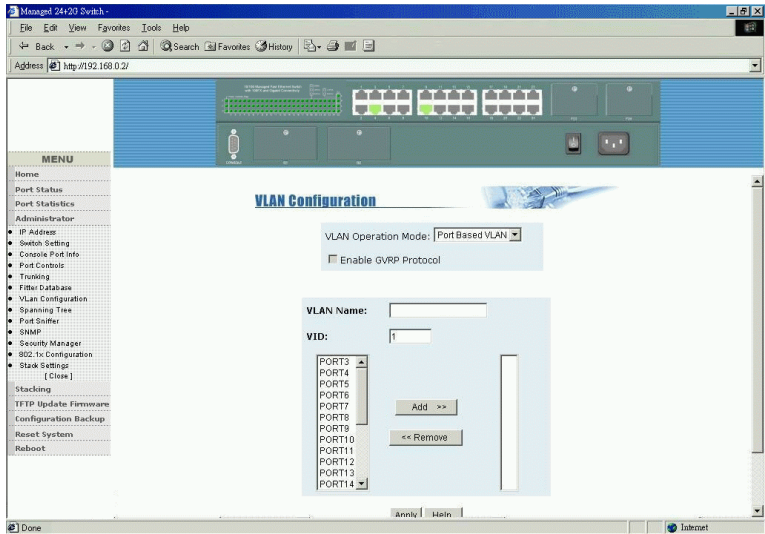 Managed 24+2G Switch -
File Edit View Favorites Tools Help
Back Search Favorites History
Address http://192.168.0.2/
CONSOLE
MENU
Home
Port Status
Port Statistics
Administrator
IP Address
Switch Setting
Console Port Info
Port Controls
Trunking
Fitter Database
VLan Configuration
Spanning Tree
Port Sniffer
SNMP
Security Manager
802.1x Configuration
Stack Settings
[ Close ]
Stacking
TFTP Update Firmware
Configuration Backup
Reset System
Reboot
VLAN Configuration
VLAN Operation Mode: Port Based VLAN
Enable GVRP Protocol
VLAN Name:
VID: 1
PORT3
PORT4
PORT5
PORT6
PORT7
PORT8
PORT9
PORT10
PORT11
PORT12
PORT13
PORT14
Add >>
<< Remove
Apply Help
Done Internet